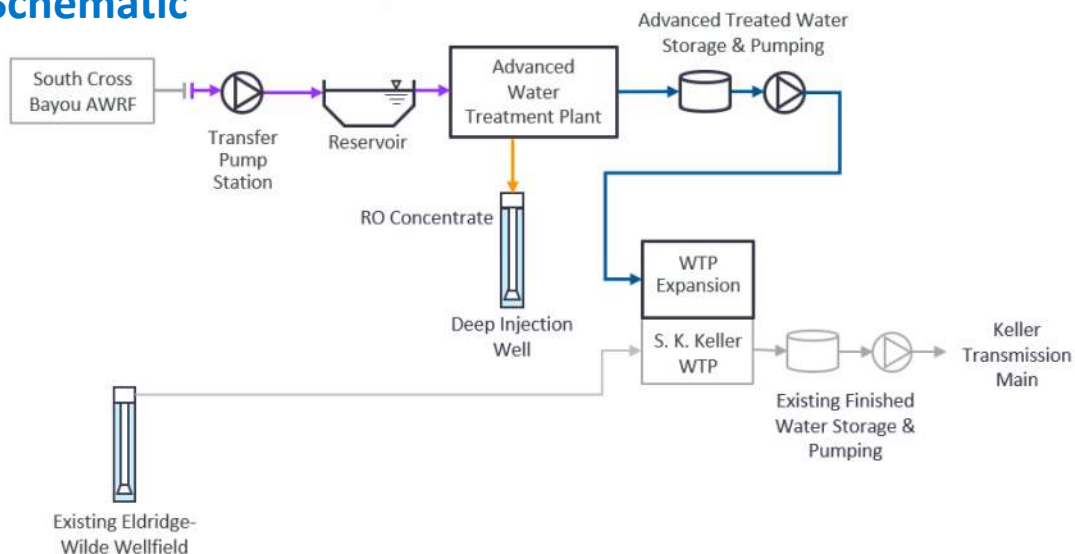 Schematic
South Cross
Bayou AWRF
Transfer
Pump
Station
Reservoir
Advanced
Water
Treatment Plant
Advanced Treated Water
Storage & Pumping
RO Concentrate
Deep Injection
Well
WTP
Expansion
S. K. Keller
WTP
Existing Finished
Water Storage &
Pumping
Keller
Transmission
Main
Existing Eldridge-
Wilde Wellfield